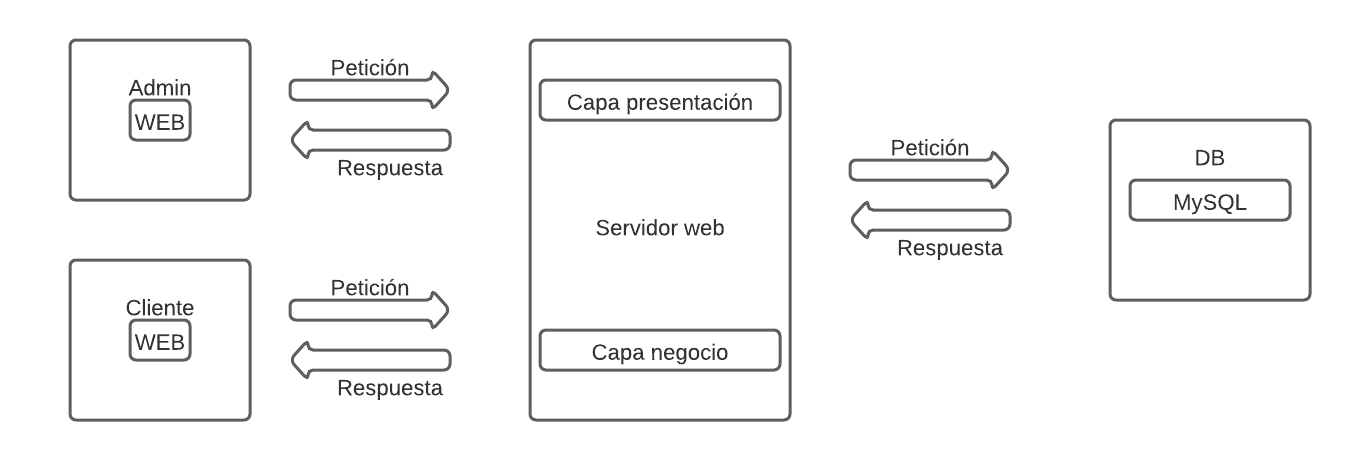 Admin
WEB
Petición
Respuesta
Cliente
WEB
Petición
Respuesta
Capa presentación
Servidor web
Capa negocio
Petición
Respuesta
DB
MySQL